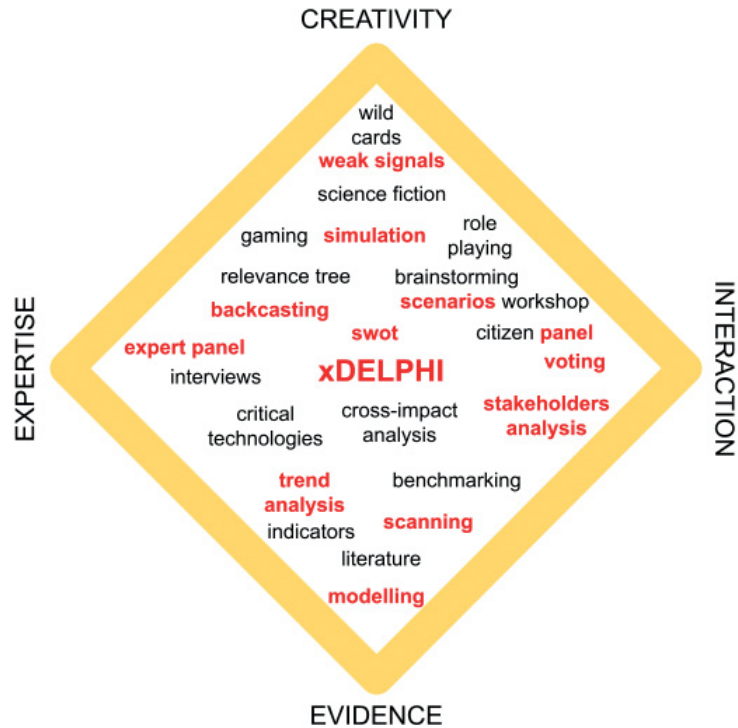 CREATIVITY
wild
cards
weak signals
science fiction
gaming simulation role
playing
relevance tree brainstorming
backcasting scenarios workshop
swot citizen panel
expert panel voting
interviews xDELPHI
EXPERTISE
INTERACTION
critical cross-impact stakeholders
technologies analysis analysis
trend benchmarking
analysis
indicators scanning
literature
modelling
EVIDENCE